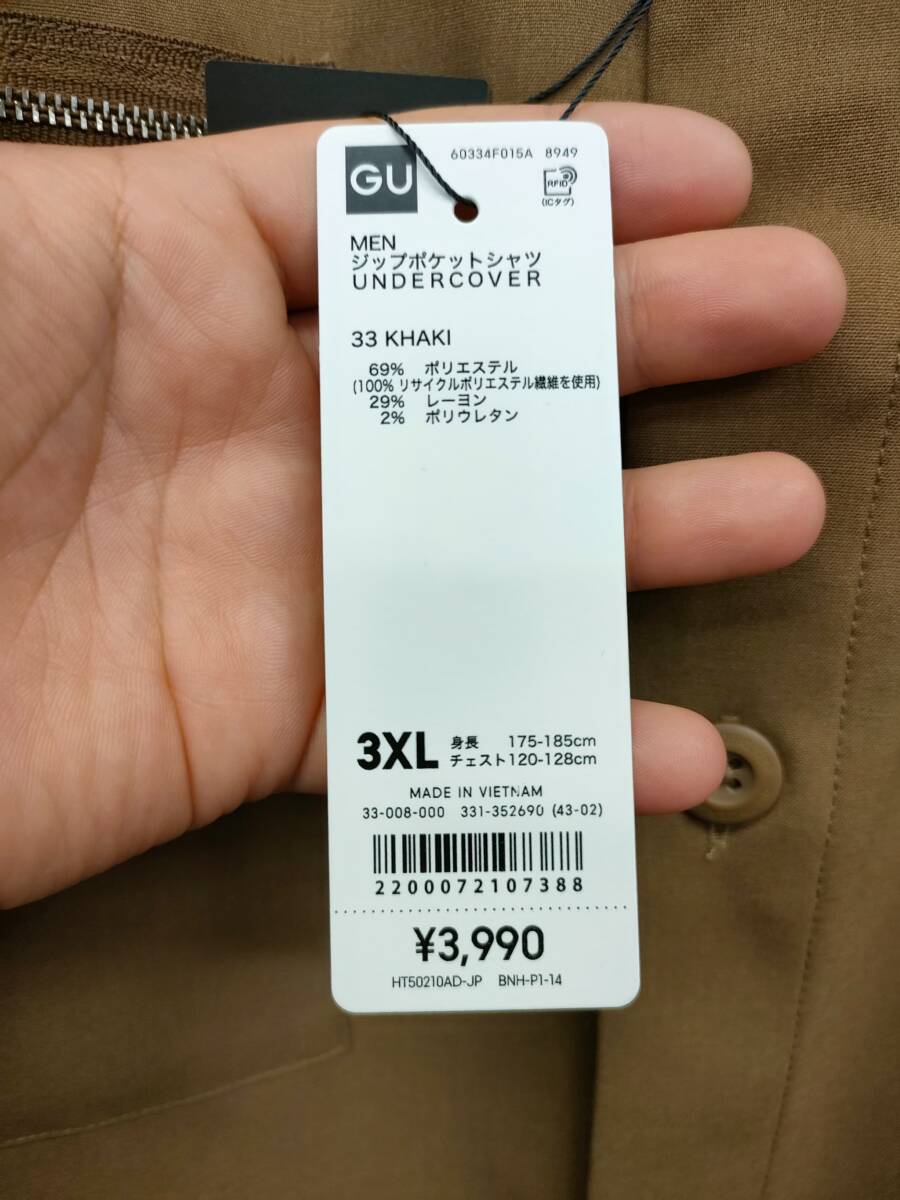 GU
60334F015A 8949
RFID
(ICタグ)
MEN
ジップポケットシャツ
UNDERCOVER
33 KHAKI
69% ポリエステル
(100% リサイクルポリエステル繊維を使用)
29% レーヨン
2% ポリウレタン
3XL 身長 175-185cm
チェスト120-128cm
MADE IN VIETNAM
33-008-000 331-352690 (43-02)
2200072107388
¥3,990
HT50210AD-JP BNH-P1-14